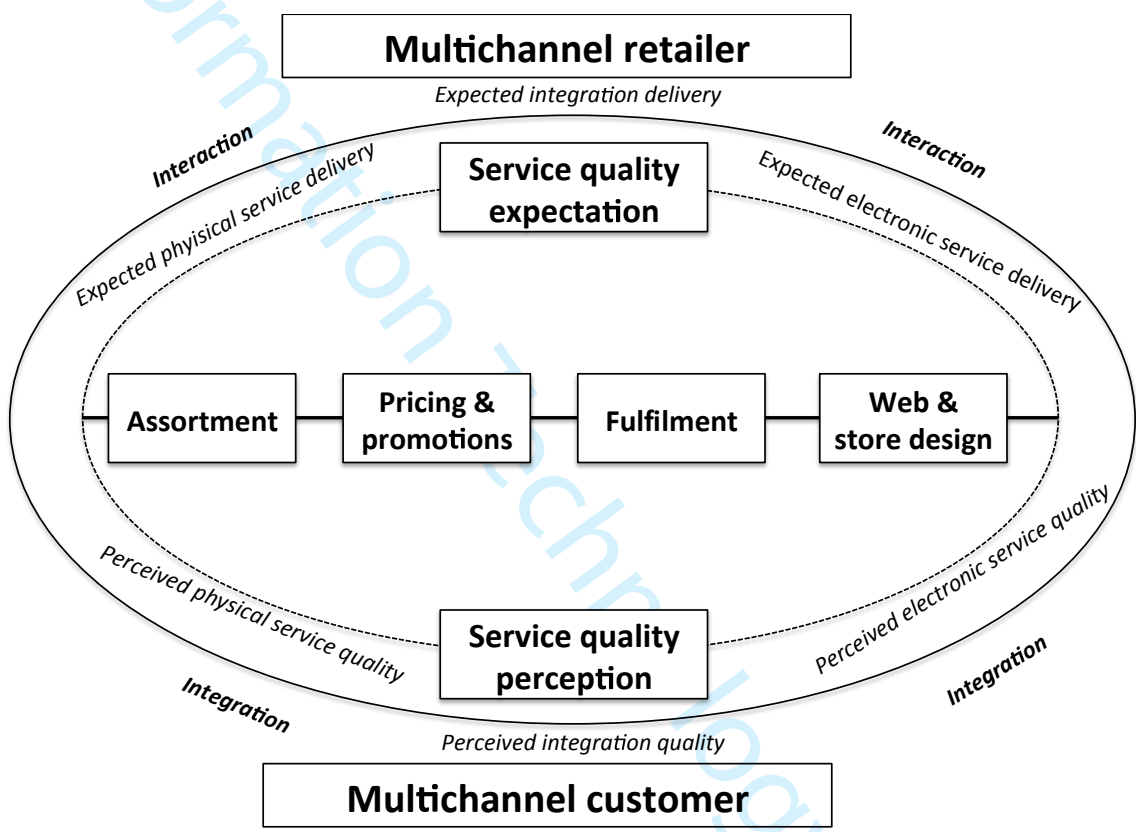 Multichannel retailer
Expected integration delivery
Interaction
Interaction
Expected phyisical service delivery
Service quality
expectation
Expected electronic service delivery
Assortment
Pricing &
promotions
Fulfilment
Web &
store design
Perceived physical service quality
Service quality
perception
Perceived electronic service quality
Integration
Integration
Perceived integration quality
Multichannel customer